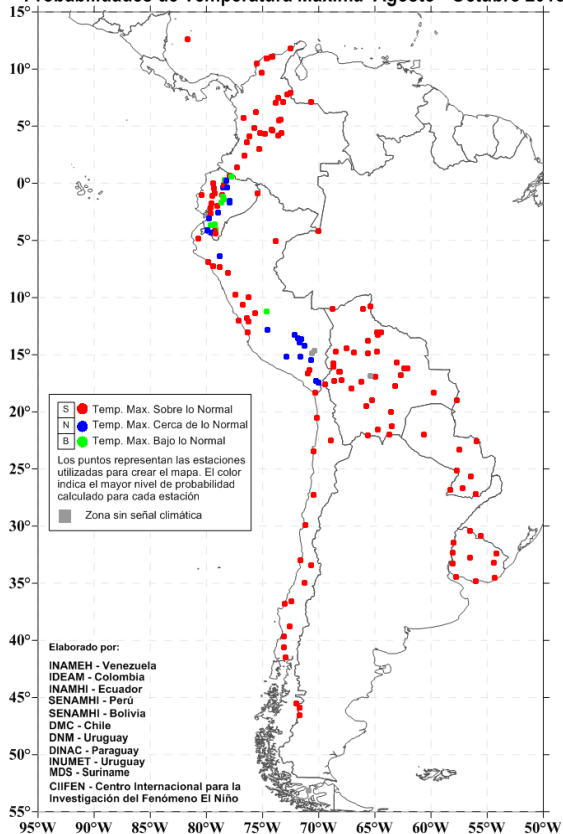 Probabilidades de Temperatura Máxima Agosto - Octubre 201
15°
10°
5°
0°
5°
10°
15°
20°
25°
30°
35°
40°
45°
50°
55°
S Temp. Max. Sobre lo Normal
N Temp. Max. Cerca de lo Normal
B Temp. Max. Bajo lo Normal
Los puntos representan las estaciones
utilizadas para crear el mapa. El color
indica el mayor nivel de probabilidad
calculado para cada estación
Zona sin señal climática
Elaborado por:
INAMEH - Venezuela
IDEAM - Colombia
INAMHI - Ecuador
SENAMHI - Perú
SENAMHI - Bolivia
DMC - Chile
DNM - Uruguay
DINAC - Paraguay
INUMET - Uruguay
MDS - Suriname
CIIFEN - Centro Internacional para la
Investigación del Fenómeno El Niño
95°W 90°W 85°W 80°W 75°W 70°W 65°W 60°W 55°W 50°W